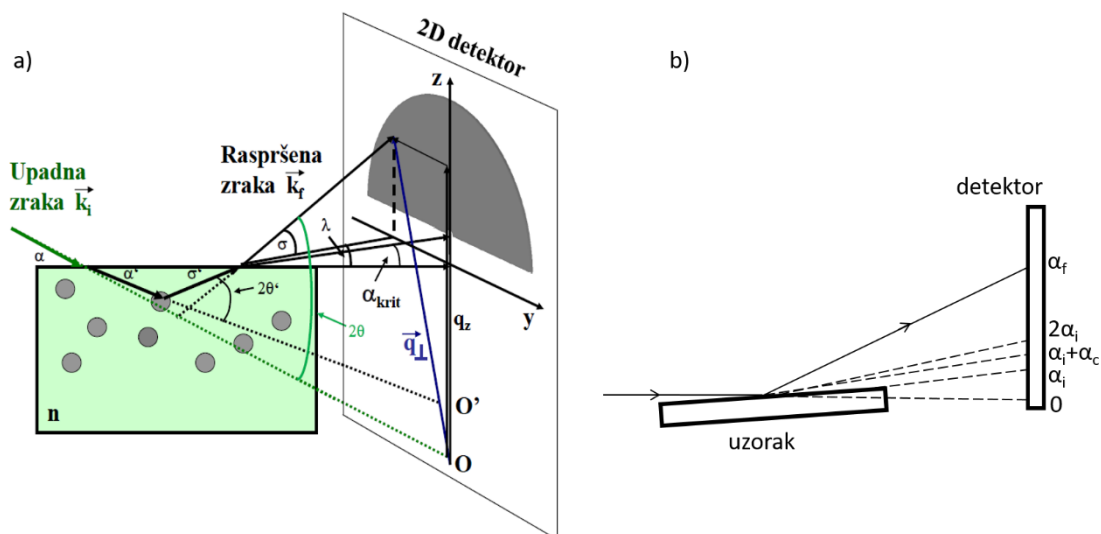 a)
2D detektor
z
Upadna
zraka k⃗i
Raspršena
zraka k⃗f
α
α'
σ'
2θ'
σ
λ
αkrit
2θ
q⃗⊥
qz
y
n
O'
O
b)
detektor
αf
2αi
αi+αc
αi
0
uzorak